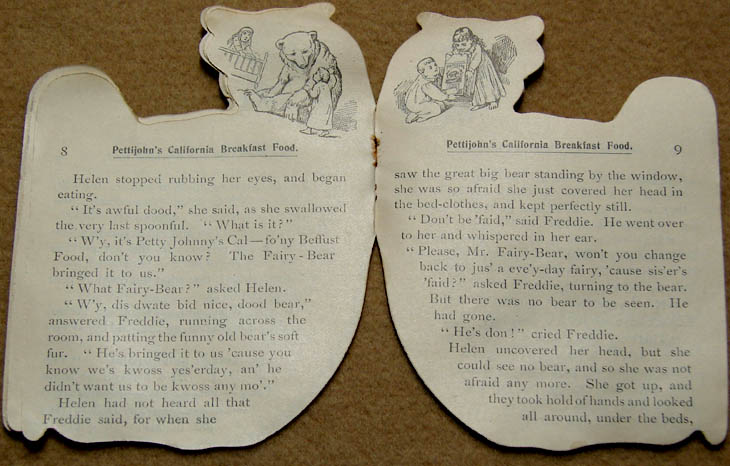 8
Pettijohn's California Breakfast Food.
Helen stopped rubbing her eyes, and began
eating.
“ It's awful dood,” she said, as she swallowed
the very last spoonful. “ What is it?”
“ W'y, it's Petty Johnny's Cal—fo'ny Beffust
Food, don't you know? The Fairy-Bear
bringed it to us.”
“ What Fairy-Bear?” asked Helen.
“ W'y, dis dwate bid nice, dood bear,”
answered Freddie, running across the
room, and patting the funny old bear's soft
fur. “ He's bringed it to us 'cause you
know we's kwoss yes'erday, an' he
didn't want us to be kwoss any mo'.”
Helen had not heard all that
Freddie said, for when she
Pettijohn's California Breakfast Food.
9
saw the great big bear standing by the window,
she was so afraid she just covered her head in
the bed-clothes, and kept perfectly still.
“ Don't be 'faid,” said Freddie. He went over
to her and whispered in her ear.
“ Please, Mr. Fairy-Bear, won't you change
back to jus' a eve'y-day fairy, 'cause sis'er's
'faid?” asked Freddie, turning to the bear.
But there was no bear to be seen. He
had gone.
“ He's don!” cried Freddie.
Helen uncovered her head, but she
could see no bear, and so she was not
afraid any more. She got up, and
they took hold of hands and looked
all around, under the beds,